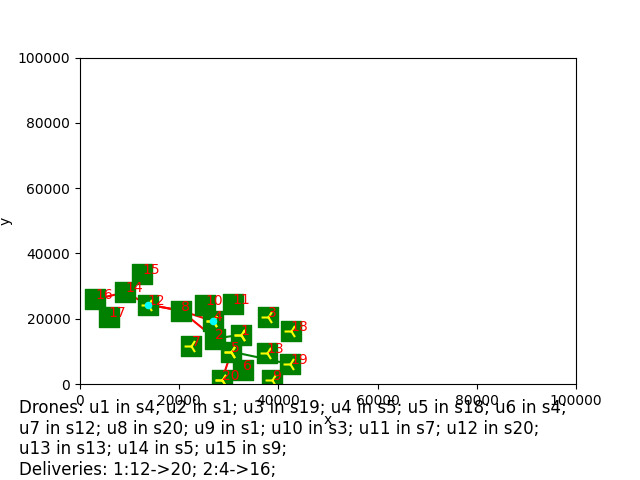 100000
80000
60000
40000
20000
0
0 20000 40000 60000 80000 100000
x
y
15
16 14
17
12
10 11
18
13
19
Drones: u1 in s4; u2 in s1; u3 in s19; u4 in s5; u5 in s18; u6 in s4;
u7 in s12; u8 in s20; u9 in s1; u10 in s3; u11 in s7; u12 in s20;
u13 in s13; u14 in s5; u15 in s9;
Deliveries: 1:12->20; 2:4->16;